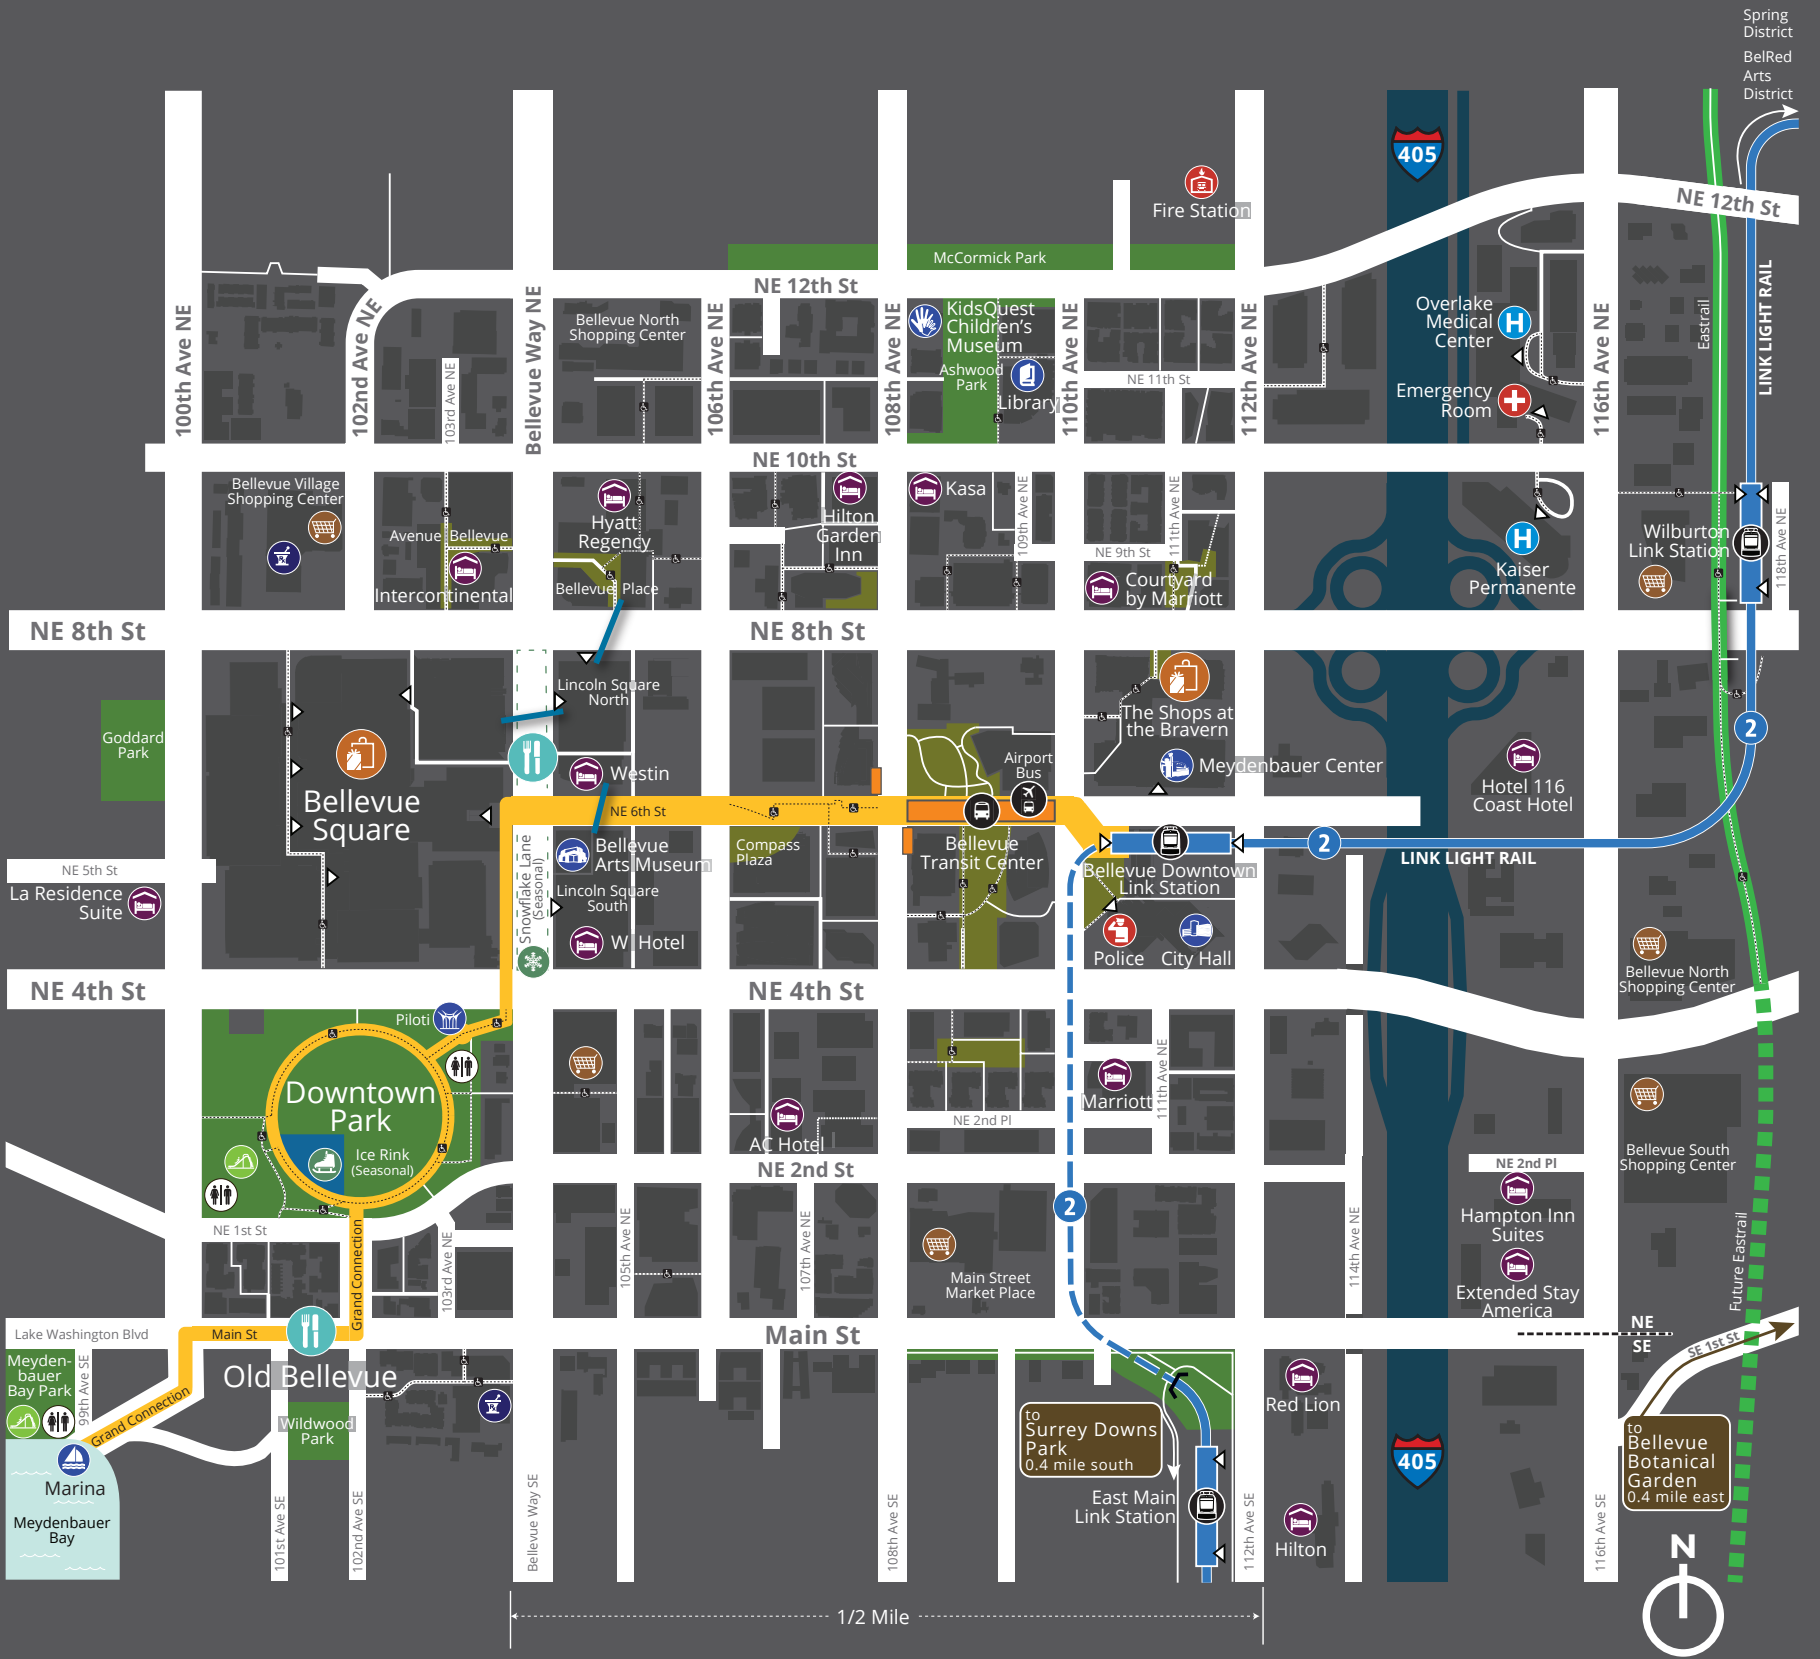 Spring
District
BelRed
Arts
District
405
Fire Station
NE 12th St
McCormick Park
NE 12th St
100th Ave NE
102nd Ave NE
103rd Ave NE
Bellevue Way NE
Bellevue North
Shopping Center
106th Ave NE
108th Ave NE
KidsQuest
Children's
Museum
Ashwood
Park
Library
110th Ave NE
NE 11th St
112th Ave NE
Overlake
Medical
Center
H
Emergency
Room
116th Ave NE
Eastrail
LINK LIGHT RAIL
NE 10th St
Bellevue Village
Shopping Center
Avenue Bellevue
Intercontinental
Hyatt
Regency
Bellevue Place
Hilton
Garden
Inn
Kasa
109th Ave NE
NE 9th St
111th Ave NE
Courtyard
by Marriott
H
Kaiser
Permanente
Wilburton
Link Station
118th Ave NE
NE 8th St
NE 8th St
Goddard
Park
Bellevue
Square
Lincoln Square
North
Westin
NE 6th St
Bellevue
Arts Museum
Snowflake Lane
(Seasonal)
Lincoln Square
South
W Hotel
Compass
Plaza
Airport
Bus
Bellevue
Transit Center
The Shops at
the Bravern
Meydenbauer Center
Bellevue Downtown
Link Station
2
LINK LIGHT RAIL
Hotel 116
Coast Hotel
2
NE 5th St
La Residence
Suite
Police
City Hall
Bellevue North
Shopping Center
NE 4th St
NE 4th St
Piloti
Downtown
Park
Ice Rink
(Seasonal)
AC Hotel
NE 2nd St
NE 2nd Pl
Marriott
111th Ave NE
2
NE 2nd Pl
Bellevue South
Shopping Center
Hampton Inn
Suites
Extended Stay
America
NE 1st St
Grand Connection
103rd Ave NE
105th Ave NE
107th Ave NE
Main Street
Market Place
114th Ave NE
Future Eastrail
Lake Washington Blvd
Main St
Main St
NE
SE
SE 1st St
Old Bellevue
Meyden-
bauer
Bay Park
99th Ave SE
Grand Connection
Wildwood
Park
Marina
Meydenbauer
Bay
101st Ave SE
102nd Ave SE
Bellevue Way SE
108th Ave SE
to
Surrey Downs
Park
0.4 mile south
East Main
Link Station
112th Ave SE
Red Lion
Hilton
405
116th Ave SE
to
Bellevue
Botanical
Garden
0.4 mile east
N
1/2 Mile